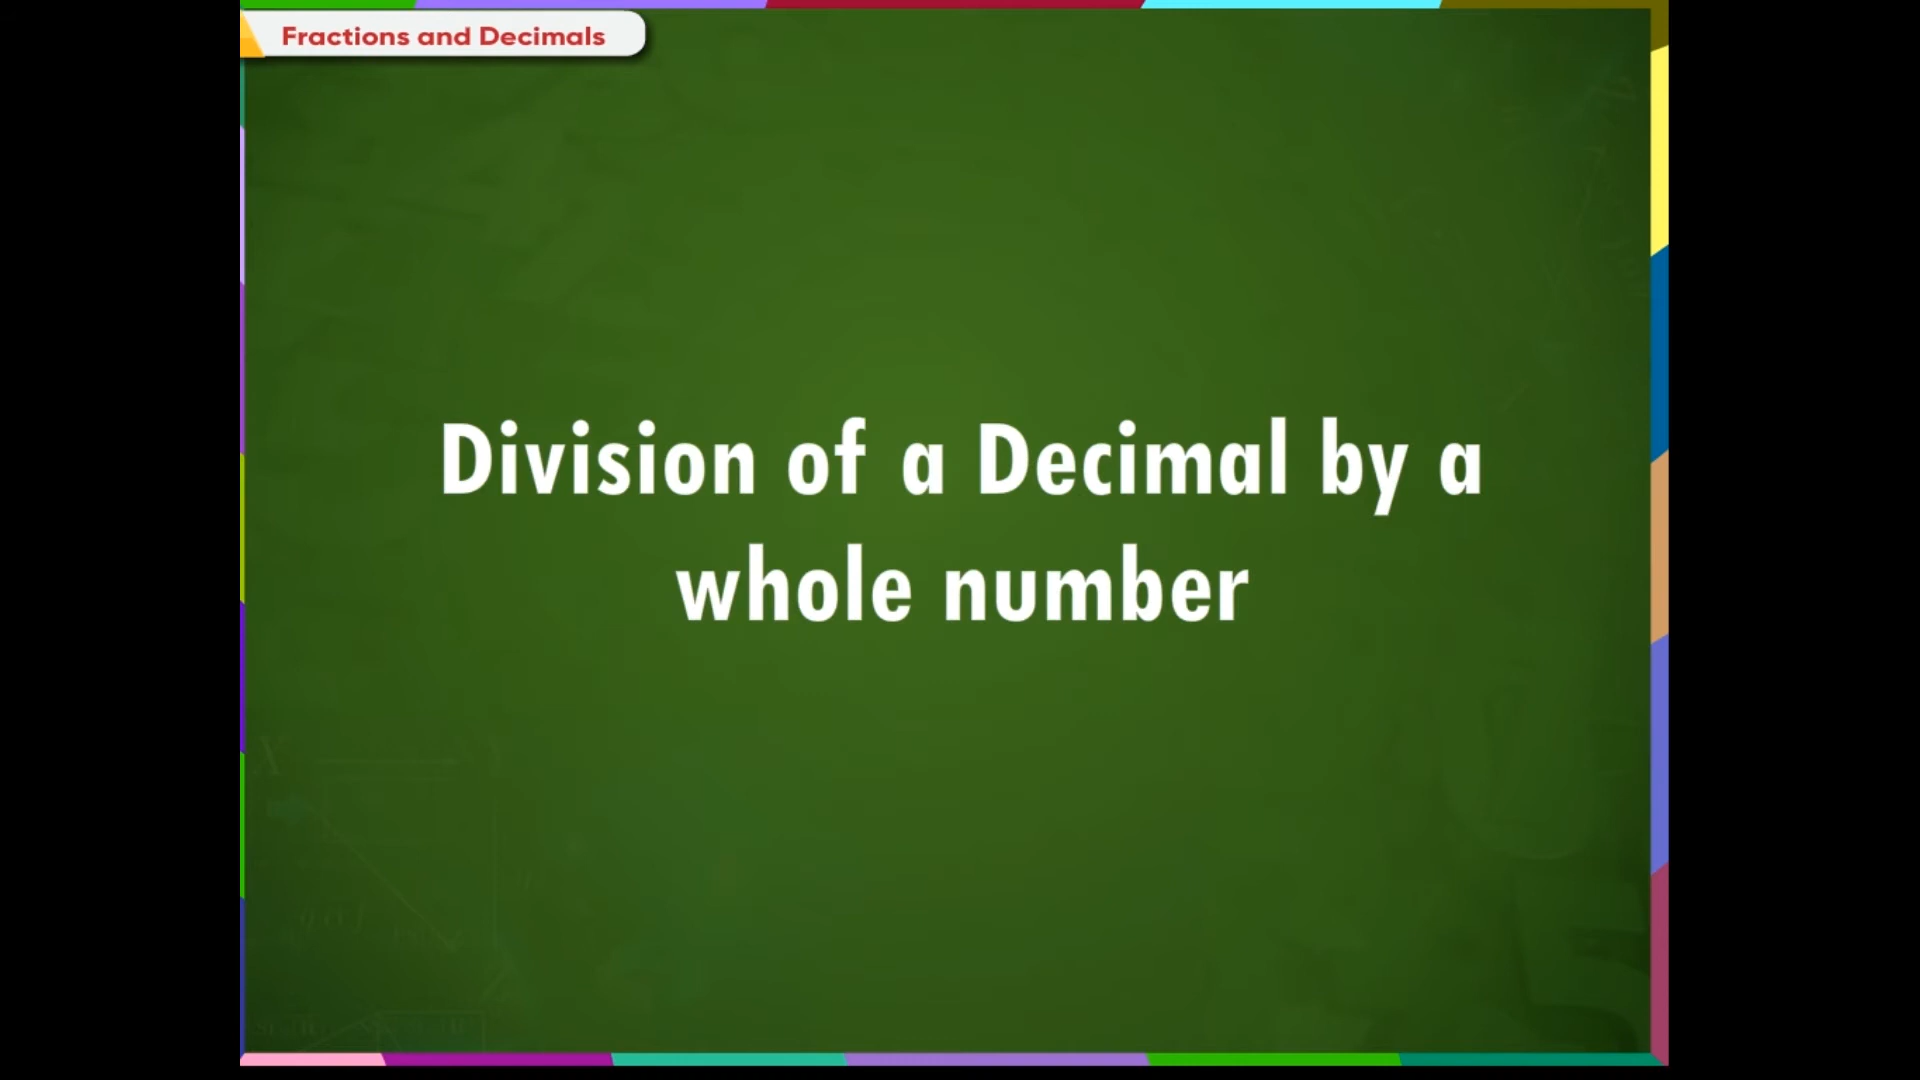 Fractions and Decimals
Division of a Decimal by a
whole number